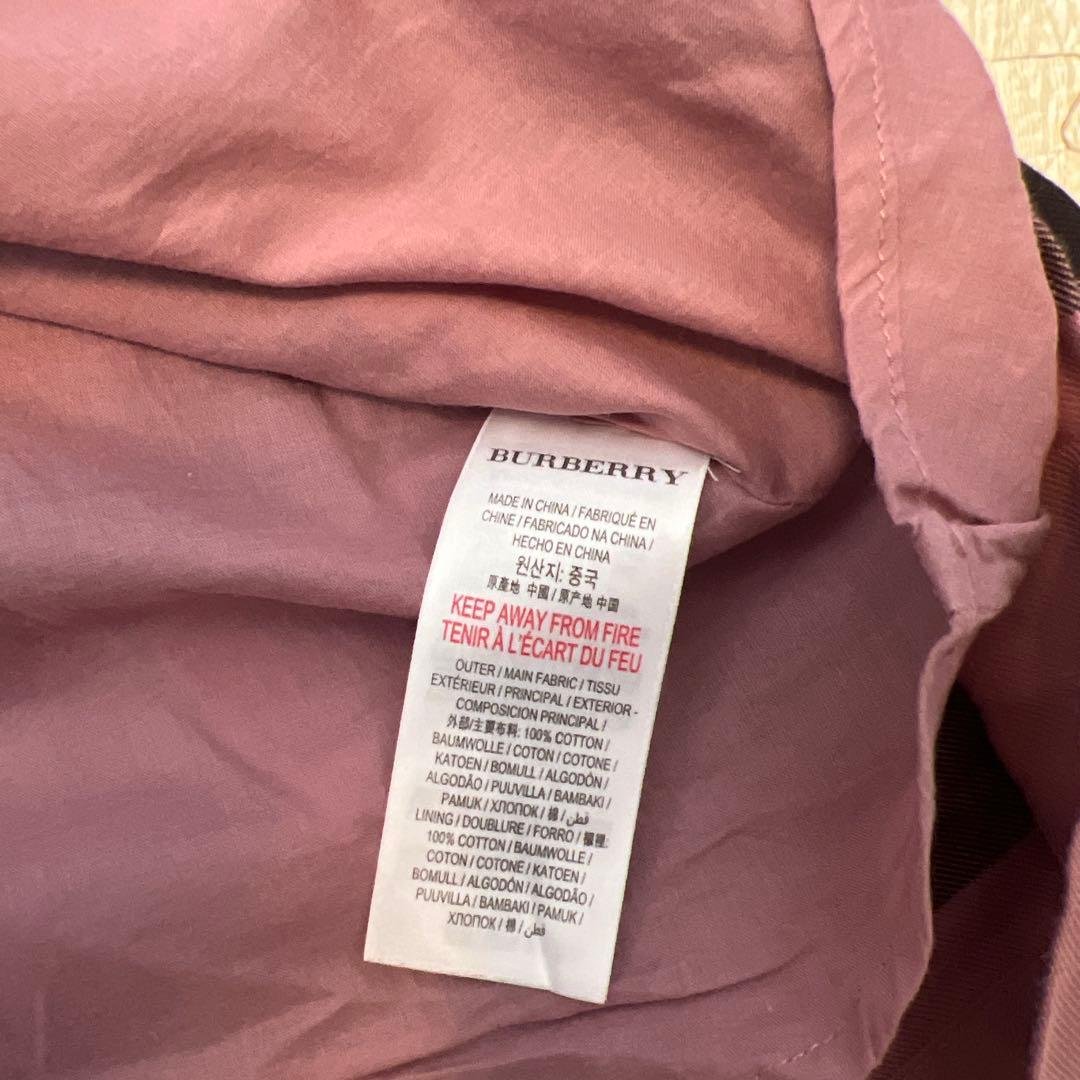 BURBERRY
MADE IN CHINA / FABRIQUÉ EN
CHINE / FABRICADO NA CHINA /
HECHO EN CHINA
원산지: 중국
原產地 中國 / 原产地 中国
KEEP AWAY FROM FIRE
TENIR À L'ÉCART DU FEU
OUTER / MAIN FABRIC / TISSU
EXTÉRIEUR / PRINCIPAL / EXTERIOR -
COMPOSICION PRINCIPAL /
外部/主要布料: 100% COTTON /
BAUMWOLLE / COTON / COTONE /
KATOEN / BOMULL / ALGODÓN /
ALGODÃO / PUUVILLA / BAMBAKI /
PAMUK / ХЛОПОК / 棉 / قطن /
LINING / DOUBLURE / FORRO / 裡裡:
100% COTTON / BAUMWOLLE /
COTON / COTONE / KATOEN /
BOMULL / ALGODÓN / ALGODÃO /
PUUVILLA / BAMBAKI / PAMUK /
ХЛОПОК / 棉 / قطن /